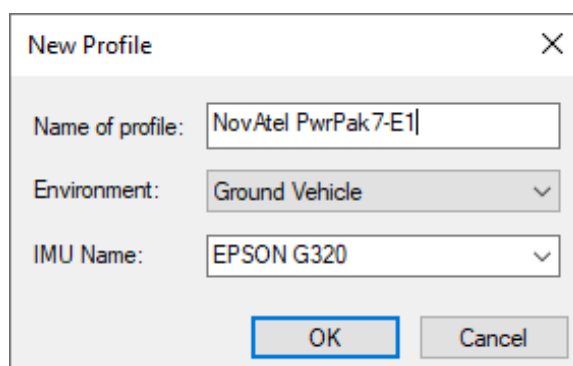 New Profile
Name of profile: NovAtel PwrPak7-E1
Environment: Ground Vehicle
IMU Name: EPSON G320
OK Cancel